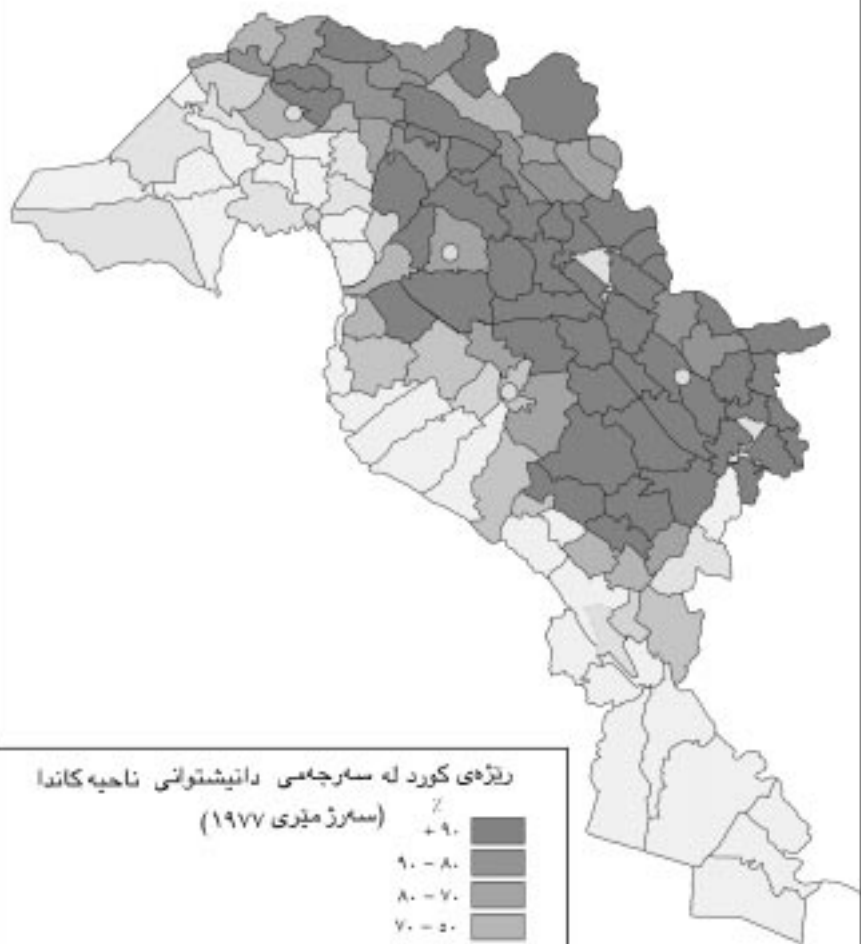 رێژەی کورد لە سەرجەمی دانیشتوانی ناحیەکاندا
(سەرژمێری ١٩٧٧)
٪
٩٠ +
٩٠ - ٨٠
٨٠ - ٧٠
٧٠ - ٥٠